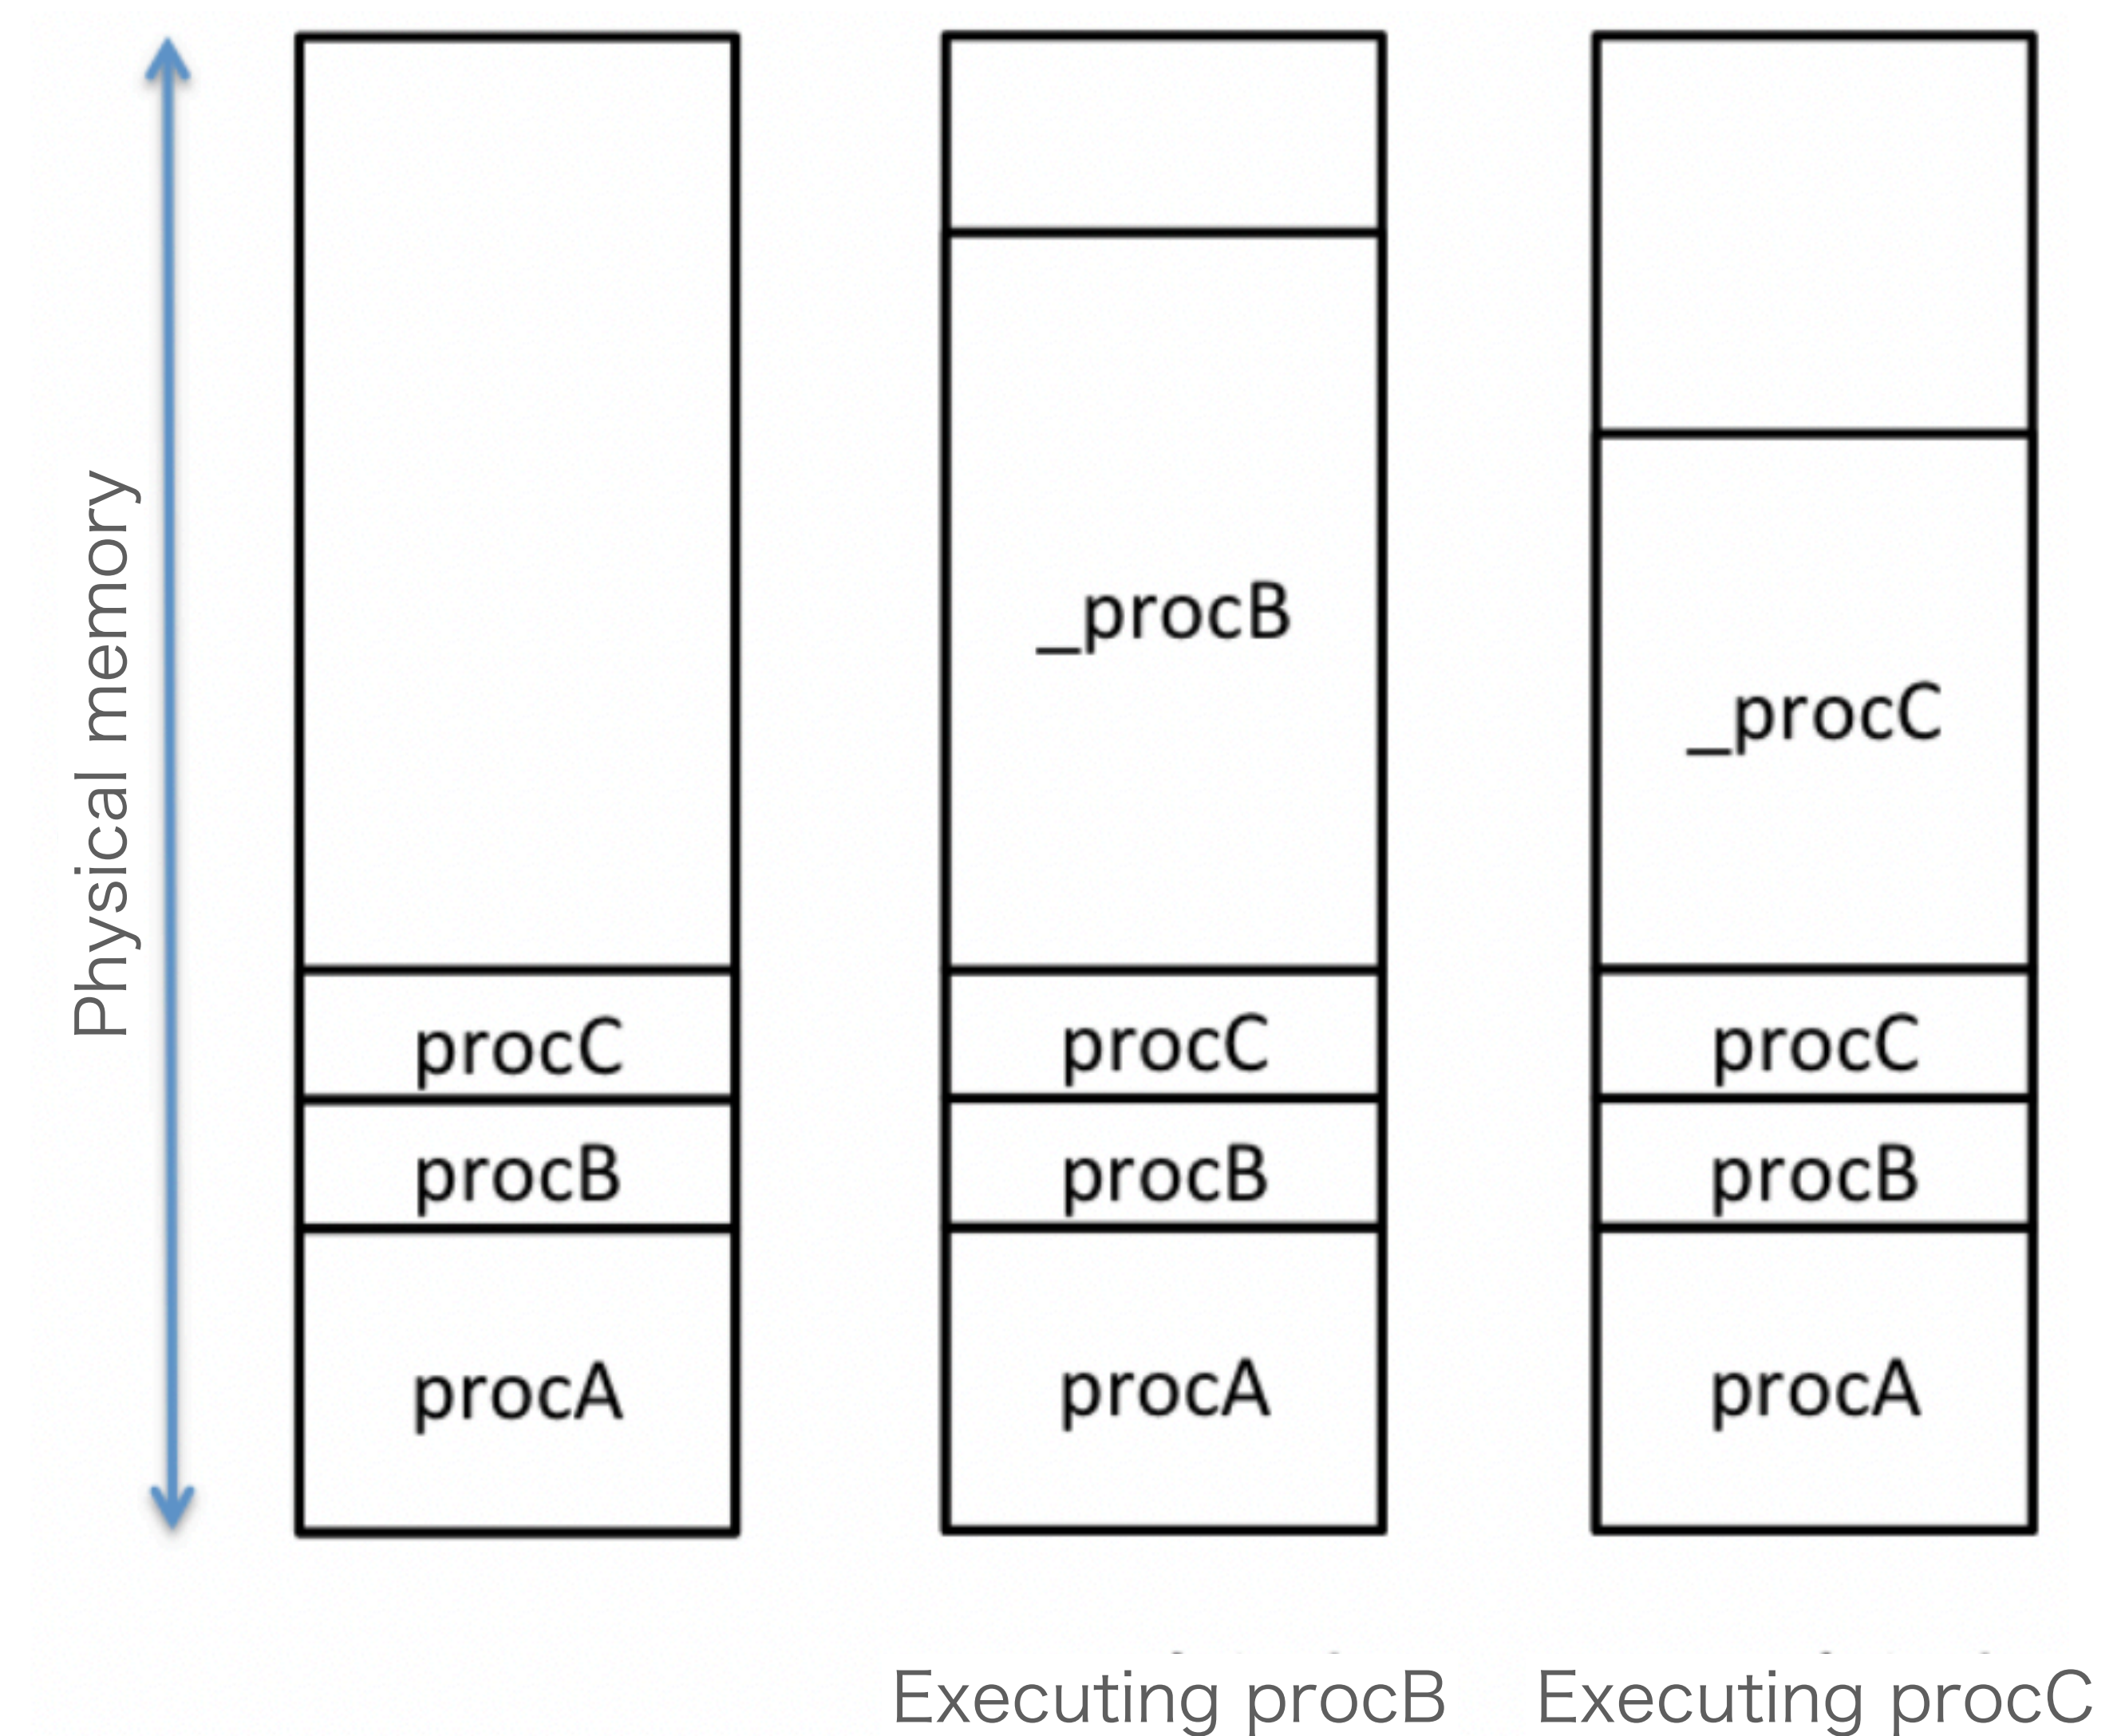 Physical memory
procC
procB
procA
_procB
procC
procB
procA
Executing procB
_procC
procC
procB
procA
Executing procC